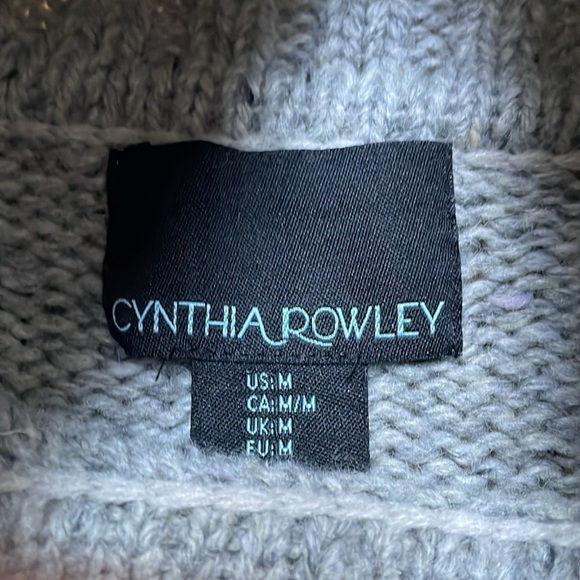 CYNTHIA ROWLEY
US: M
CA: M/M
UK: M
EU: M